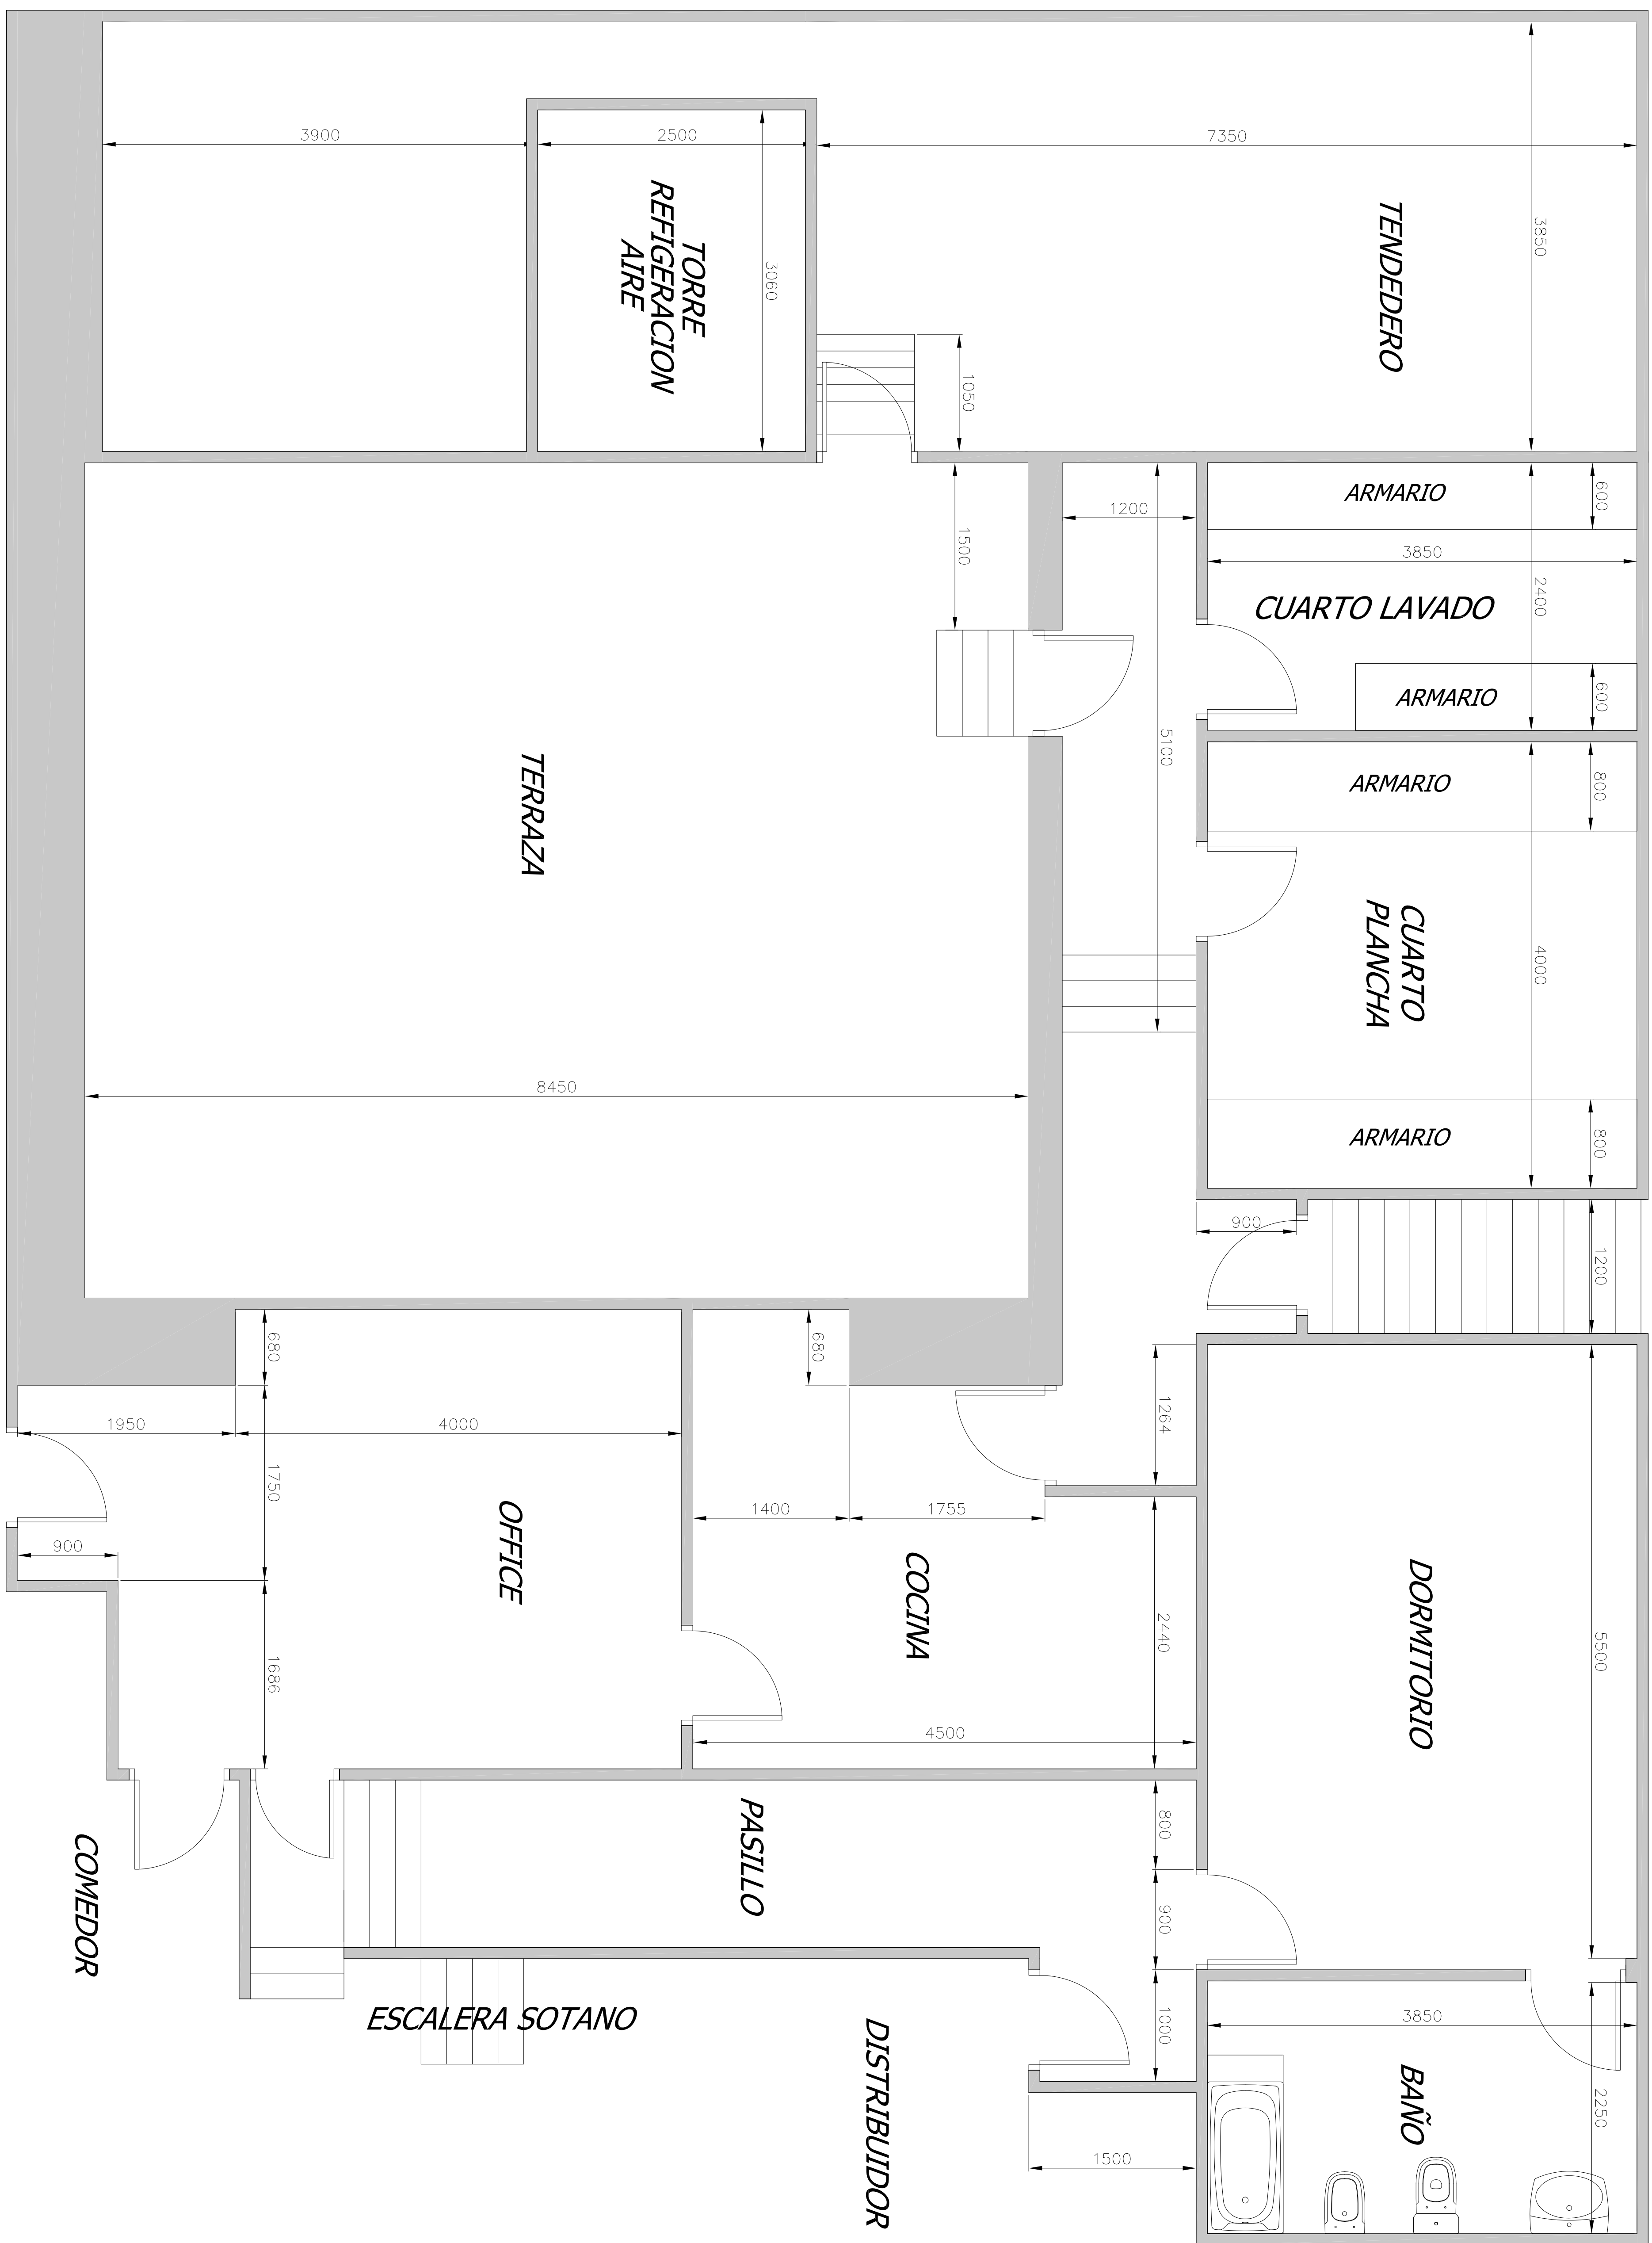 3900
2500
7350
3850
3060
TORRE
REFIGERACION
AIRE
TENDEDERO
1050
1500
1200
ARMARIO
600
3850
2400
CUARTO LAVADO
ARMARIO
600
5100
ARMARIO
800
TERRAZA
CUARTO
PLANCHA
4000
8450
ARMARIO
800
900
1200
680
680
1264
1950
4000
1750
1400
1755
900
OFFICE
COCINA
DORMITORIO
5500
2440
1686
4500
PASILLO
800
COMEDOR
900
ESCALERA SOTANO
1000
3850
DISTRIBUIDOR
BAÑO
2250
1500